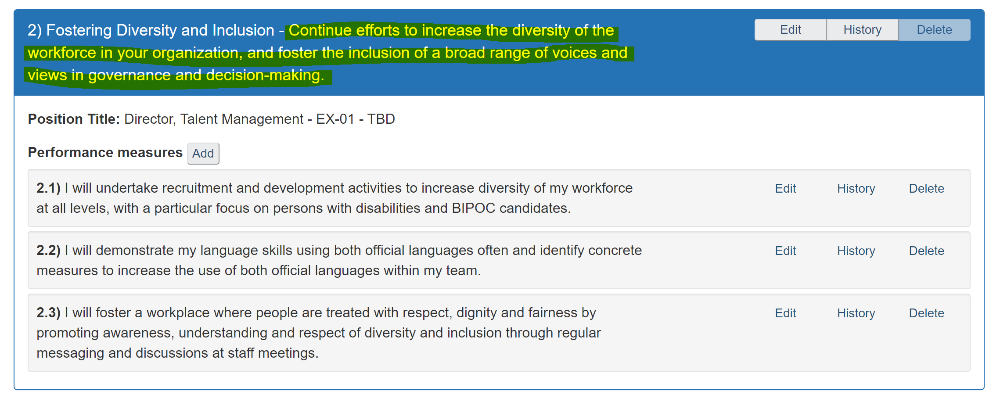 2) Fostering Diversity and Inclusion - Continue efforts to increase the diversity of the
workforce in your organization, and foster the inclusion of a broad range of voices and
views in governance and decision-making.
Edit History Delete
Position Title: Director, Talent Management - EX-01 - TBD
Performance measures Add
2.1) I will undertake recruitment and development activities to increase diversity of my workforce
at all levels, with a particular focus on persons with disabilities and BIPOC candidates.
Edit History Delete
2.2) I will demonstrate my language skills using both official languages often and identify concrete
measures to increase the use of both official languages within my team.
Edit History Delete
2.3) I will foster a workplace where people are treated with respect, dignity and fairness by
promoting awareness, understanding and respect of diversity and inclusion through regular
messaging and discussions at staff meetings.
Edit History Delete